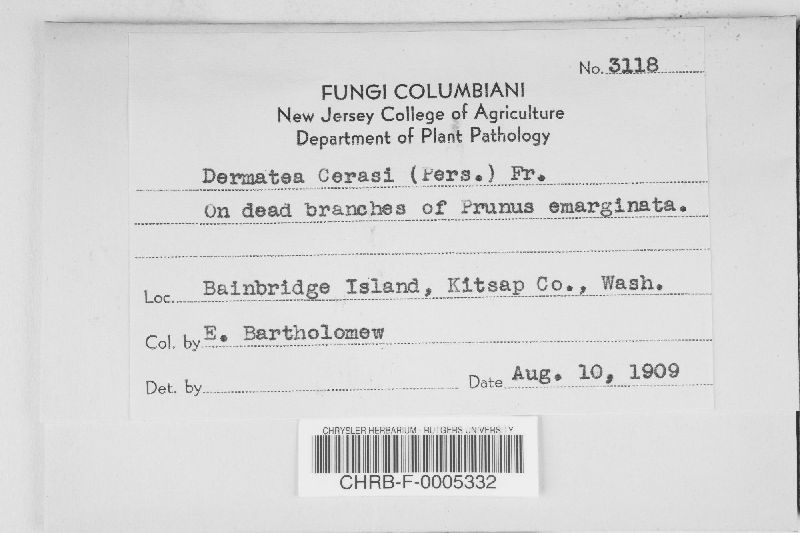 No. 3118
FUNGI COLUMBIANI
New Jersey College of Agriculture
Department of Plant Pathology
Dermatea Cerasi (Pers.) Fr.
On dead branches of Prunus emarginata.
Loc. Bainbridge Island, Kitsap Co., Wash.
Col. by E. Bartholomew
Det. by Date Aug. 10, 1909
CHRYSLER HERBARIUM - RUTGERS UNIVERSITY
CHRB-F-0005332